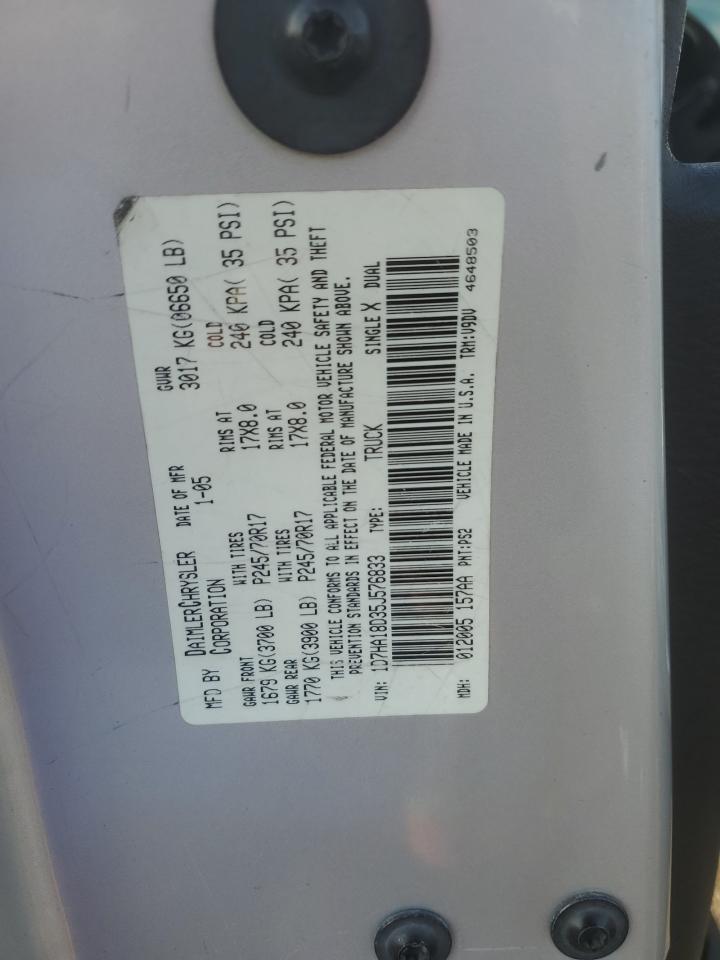 MFD BY DAIMLERCHRYSLER CORPORATION DATE OF MFR 1-05 GVWR 3017 KG(06650 LB)
GAWR FRONT WITH TIRES RIMS AT COLD
1679 KG(3700 LB) P245/70R17 17X8.0 240 KPA( 35 PSI)
GAWR REAR WITH TIRES RIMS AT COLD
1770 KG(3900 LB) P245/70R17 17X8.0 240 KPA( 35 PSI)
THIS VEHICLE CONFORMS TO ALL APPLICABLE FEDERAL MOTOR VEHICLE SAFETY AND THEFT
PREVENTION STANDARDS IN EFFECT ON THE DATE OF MANUFACTURE SHOWN ABOVE.
VIN: 1D7HA18D35J576833 TYPE: TRUCK SINGLE X DUAL
MDH: 012005 157AA PNT:PS2 VEHICLE MADE IN U.S.A. TRM:V9DV
4648503